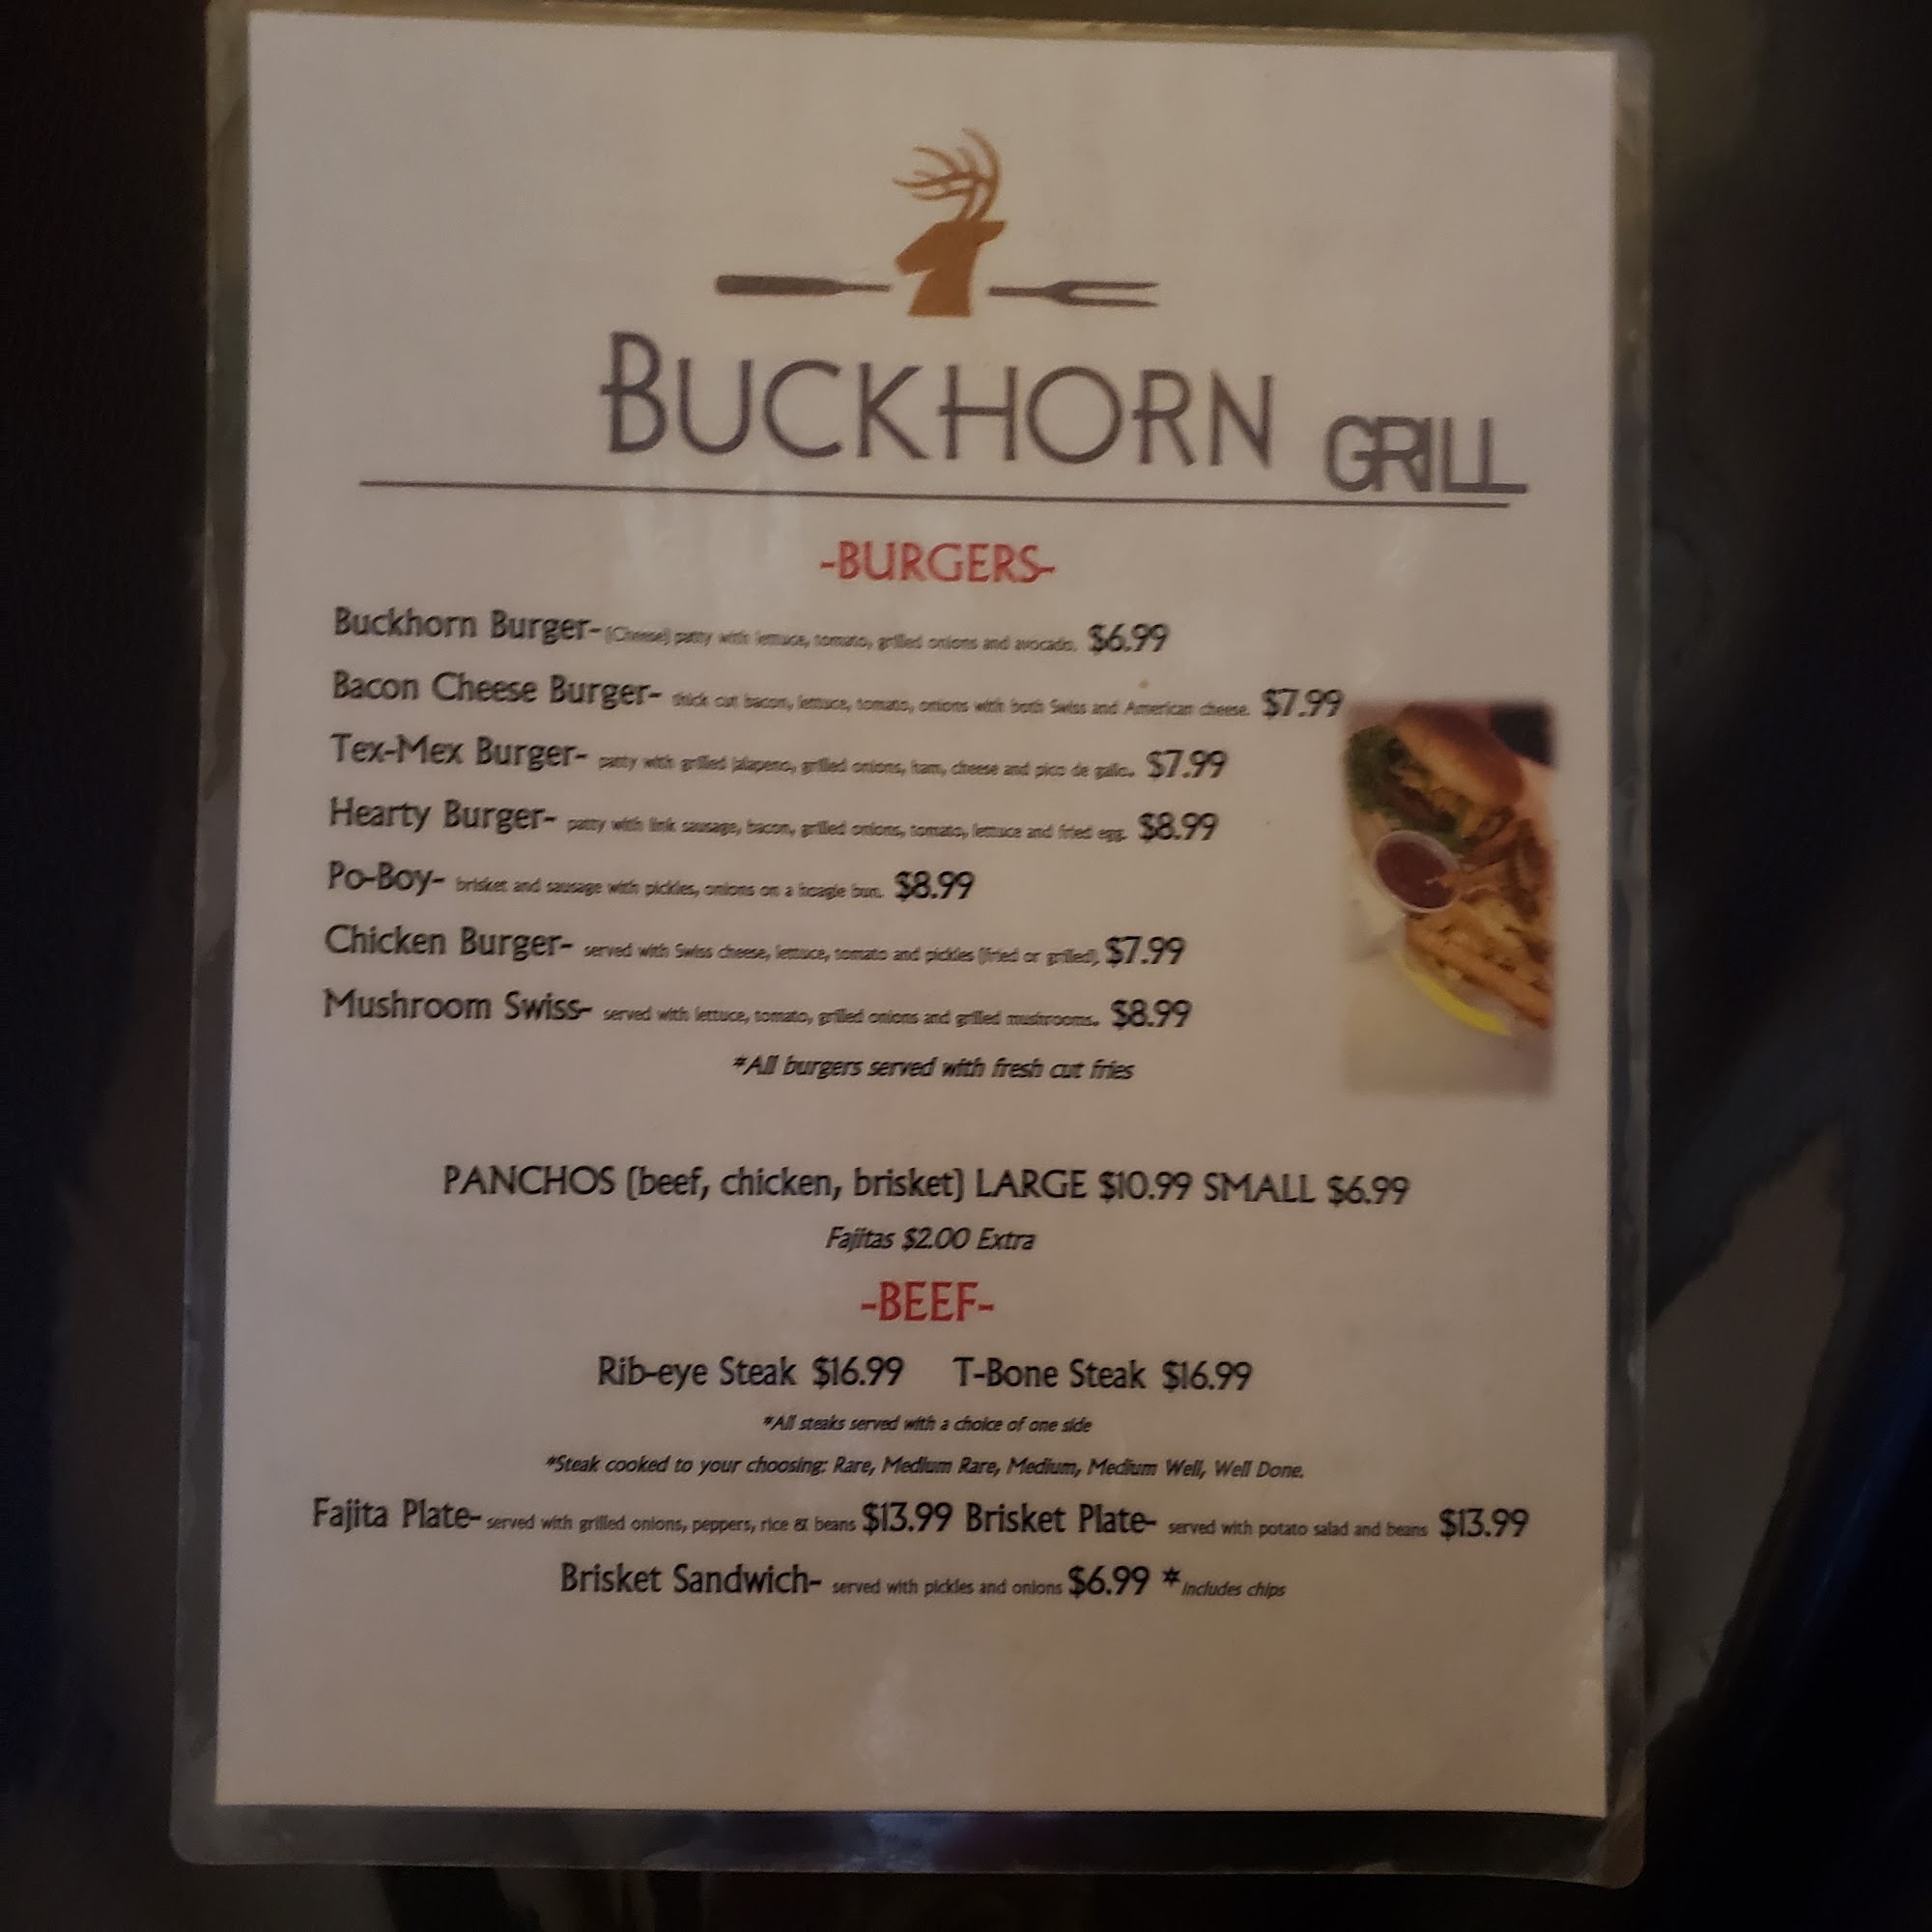 BUCKHORN GRILL
-BURGERS-
Buckhorn Burger- (Cheese) patty with lettuce, tomato, grilled onions and avocado. $6.99
Bacon Cheese Burger- thick cut bacon, lettuce, tomato, onions with both Swiss and American cheese. $7.99
Tex-Mex Burger- patty with grilled jalapeno, grilled onions, ham, cheese and pico de gallo. $7.99
Hearty Burger- patty with link sausage, bacon, grilled onions, tomato, lettuce and fried egg. $8.99
Po-Boy- brisket and sausage with pickles, onions on a hoagie bun. $8.99
Chicken Burger- served with Swiss cheese, lettuce, tomato and pickles (fried or grilled). $7.99
Mushroom Swiss- served with lettuce, tomato, grilled onions and grilled mushrooms. $8.99
*All burgers served with fresh cut fries
PANCHOS (beef, chicken, brisket) LARGE $10.99 SMALL $6.99
Fajitas $2.00 Extra
-BEEF-
Rib-eye Steak $16.99 T-Bone Steak $16.99
*All steaks served with a choice of one side
*Steak cooked to your choosing: Rare, Medium Rare, Medium, Medium Well, Well Done.
Fajita Plate- served with grilled onions, peppers, rice & beans $13.99 Brisket Plate- served with potato salad and beans $13.99
Brisket Sandwich- served with pickles and onions $6.99 *includes chips